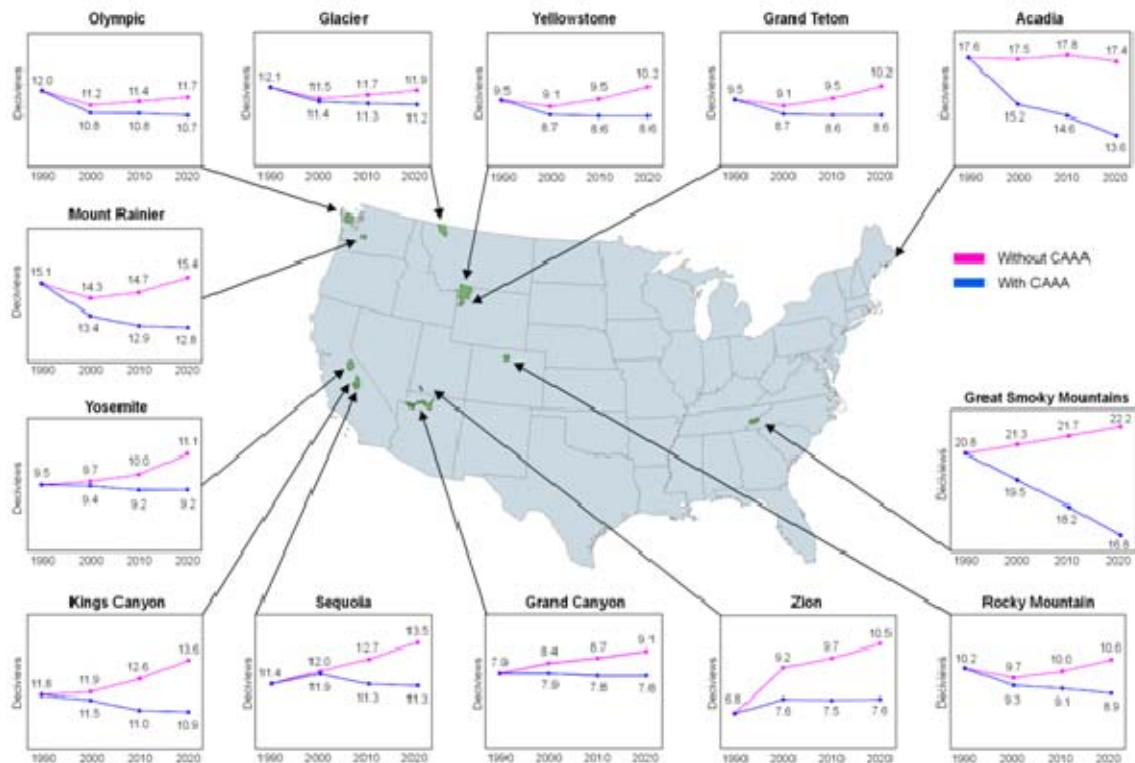 Olympic
Deciviews
12.0
11.2
11.4
11.7
10.8
10.8
10.7
1990 2000 2010 2020
Glacier
Deciviews
12.1
11.5
11.7
11.9
11.4
11.3
11.2
1990 2000 2010 2020
Yellowstone
Deciviews
9.5
9.1
9.5
10.3
8.7
8.6
8.6
1990 2000 2010 2020
Grand Teton
Deciviews
9.5
9.1
9.5
10.2
8.7
8.6
8.6
1990 2000 2010 2020
Acadia
Deciviews
17.6
17.5
17.8
17.4
15.2
14.6
13.6
1990 2000 2010 2020
Mount Rainier
Deciviews
15.1
14.3
14.7
15.4
13.4
12.9
12.8
1990 2000 2010 2020
Without CAAA
With CAAA
Yosemite
Deciviews
9.5
9.7
10.0
11.1
9.4
9.2
9.2
1990 2000 2010 2020
Great Smoky Mountains
Deciviews
20.8
21.3
21.7
22.2
19.5
18.2
16.8
1990 2000 2010 2020
Kings Canyon
Deciviews
11.8
11.9
12.6
13.6
11.5
11.0
10.9
1990 2000 2010 2020
Sequoia
Deciviews
11.4
12.0
12.7
13.5
11.9
11.3
11.3
1990 2000 2010 2020
Grand Canyon
Deciviews
7.9
8.4
8.7
9.1
7.9
7.8
7.8
1990 2000 2010 2020
Zion
Deciviews
6.8
9.2
9.7
10.5
7.6
7.5
7.6
1990 2000 2010 2020
Rocky Mountain
Deciviews
10.2
9.7
10.0
10.6
9.3
9.1
8.9
1990 2000 2010 2020